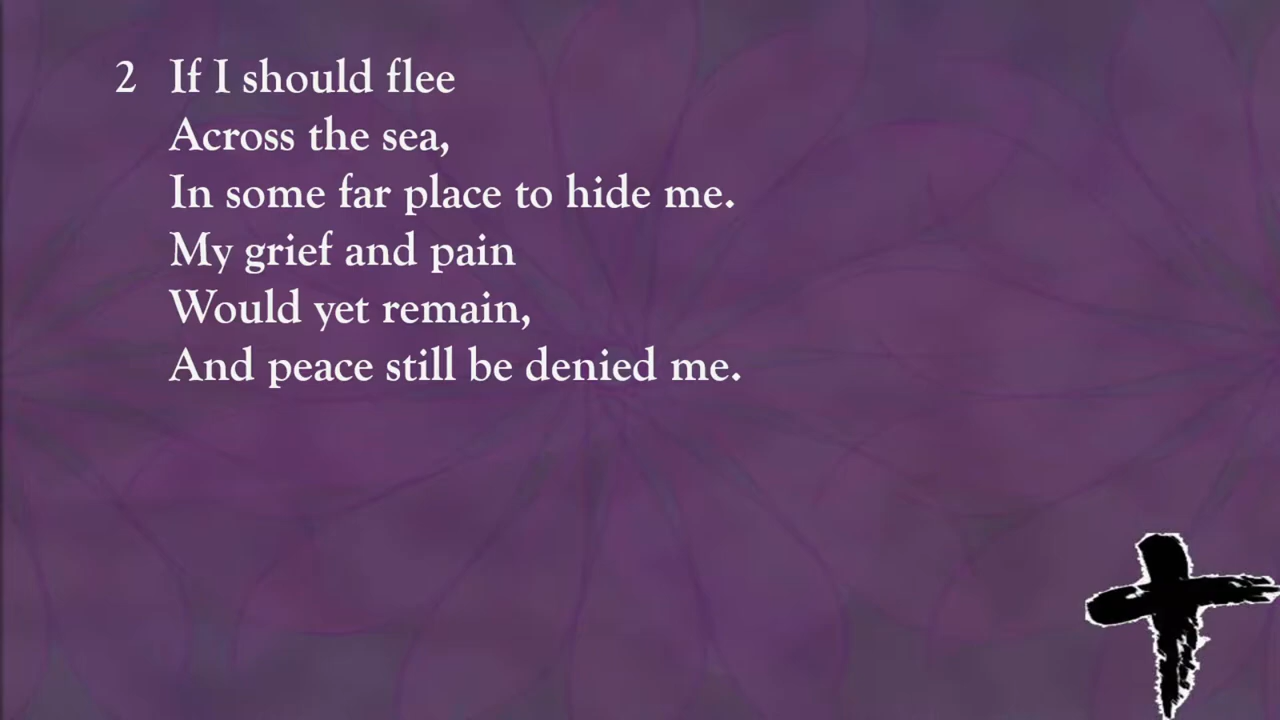 2 If I should flee
Across the sea,
In some far place to hide me.
My grief and pain
Would yet remain,
And peace still be denied me.